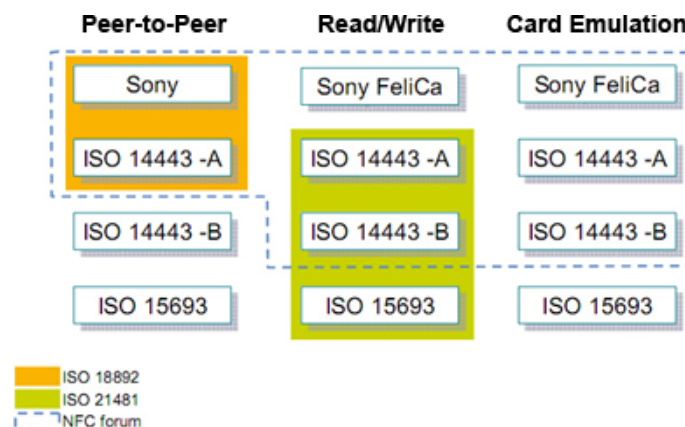 Peer-to-Peer Read/Write Card Emulation
Sony Sony FeliCa Sony FeliCa
ISO 14443 -A ISO 14443 -A ISO 14443 -A
ISO 14443 -B ISO 14443 -B ISO 14443 -B
ISO 15693 ISO 15693 ISO 15693
ISO 18892
ISO 21481
NFC forum